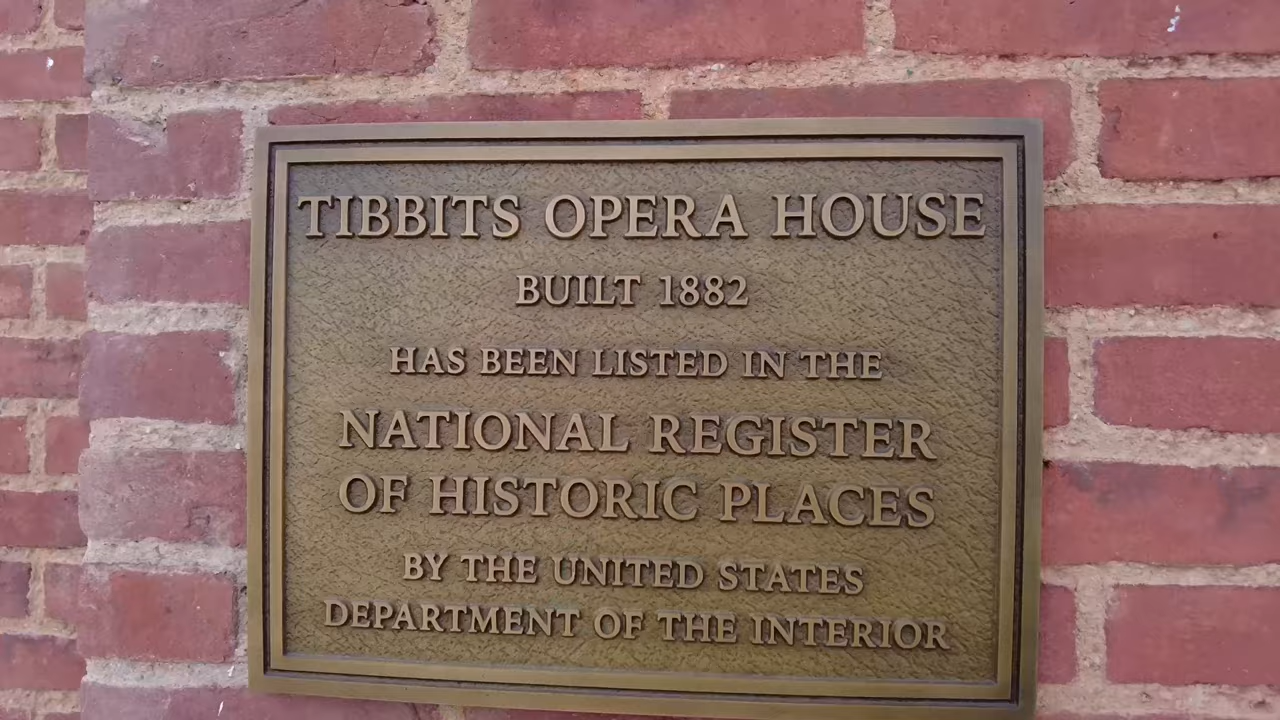 TIBBITS OPERA HOUSE
BUILT 1882
HAS BEEN LISTED IN THE
NATIONAL REGISTER
OF HISTORIC PLACES
BY THE UNITED STATES
DEPARTMENT OF THE INTERIOR